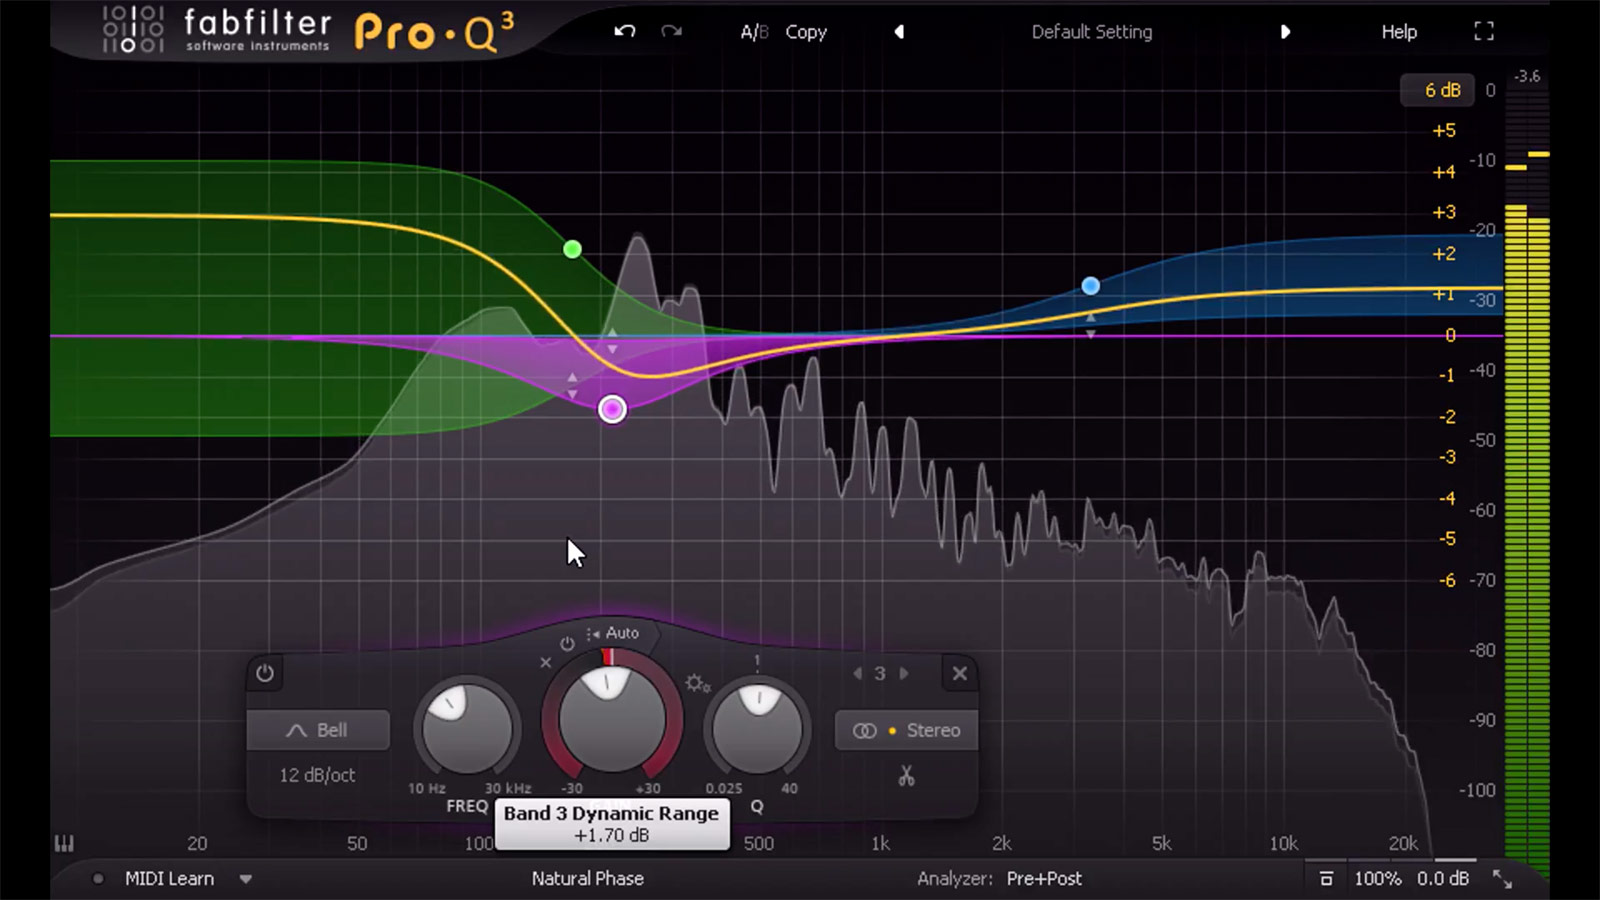 fabfilter
software instruments
Pro·Q³
A/B Copy
Default Setting
Help
-3.6
6 dB 0
+5
-10
+4
+3
-20
+2
+1 -30
0
-1 -40
-2
-50
-3
-4
-60
-5
-6 -70
-80
-90
-100
Auto
1
3
Bell
Stereo
12 dB/oct
10 Hz 30 kHz -30 +30 0.025 40
FREQ Q
Band 3 Dynamic Range
+1.70 dB
20 50 100 500 1k 2k 5k 10k 20k
MIDI Learn
Natural Phase
Analyzer: Pre+Post
100% 0.0 dB